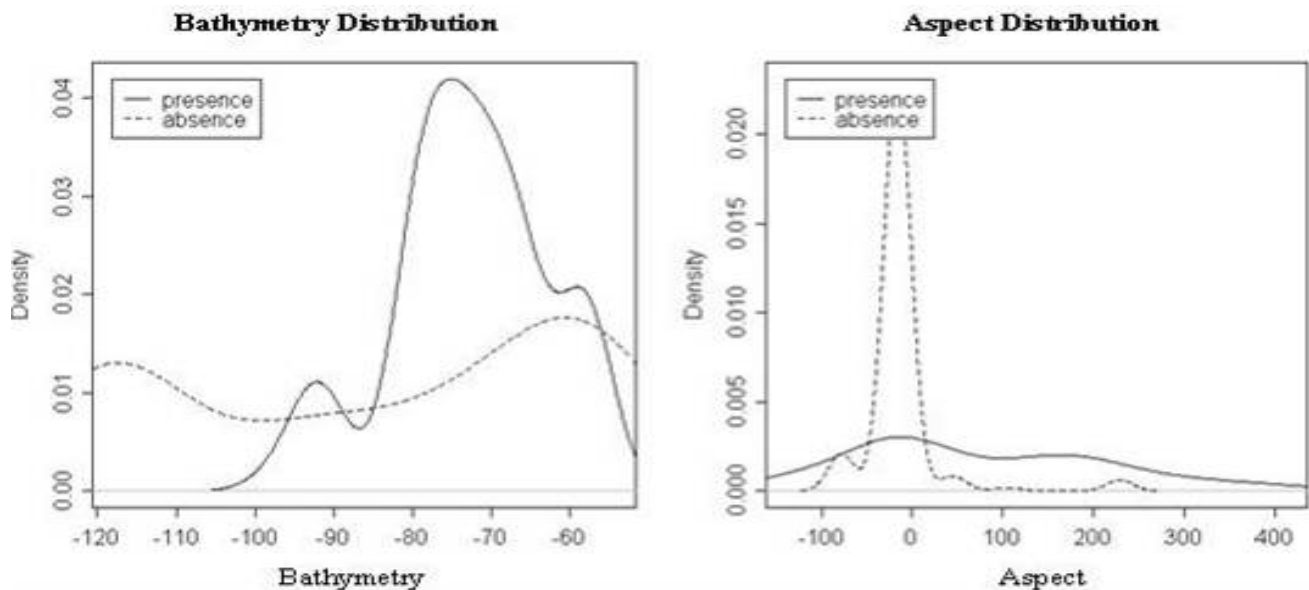 Bathymetry Distribution
presence
absence
Density
0.00
0.01
0.02
0.03
0.04
-120
-110
-100
-90
-80
-70
-60
Bathymetry
Aspect Distribution
presence
absence
Density
0.000
0.005
0.010
0.015
0.020
-100
0
100
200
300
400
Aspect